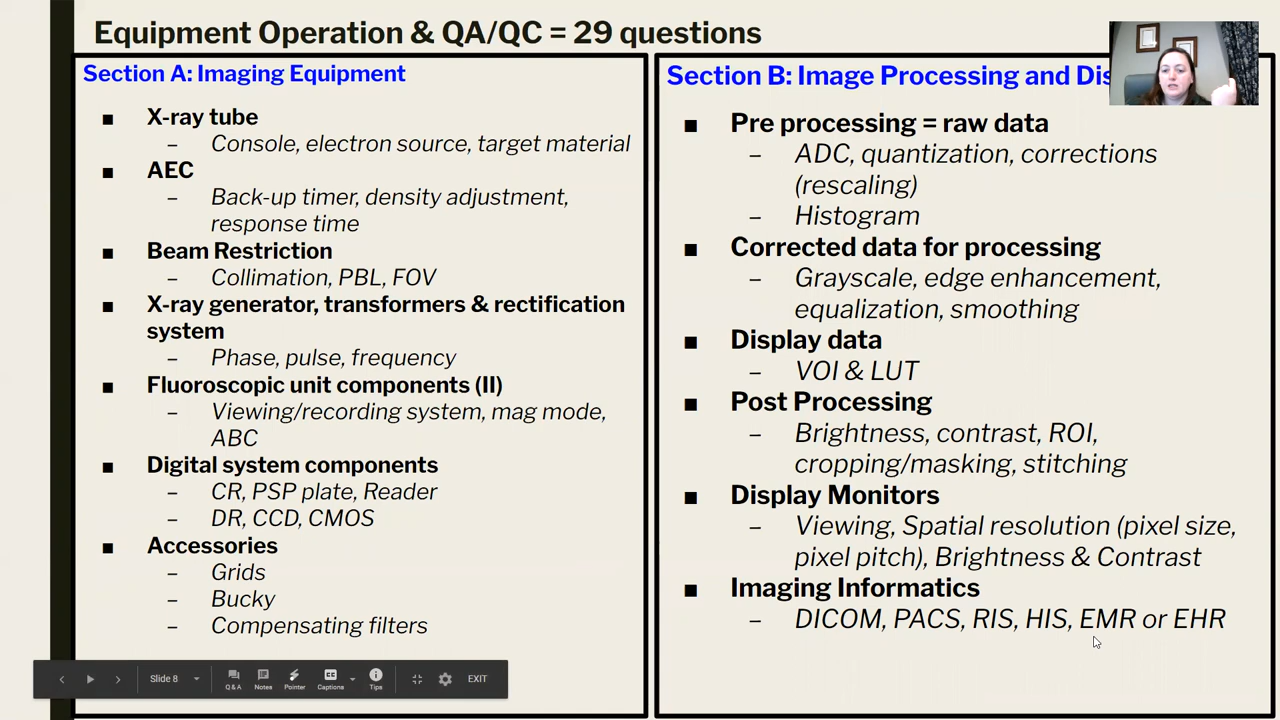 Equipment Operation & QA/QC = 29 questions
Section A: Imaging Equipment
■ X-ray tube
– Console, electron source, target material
■ AEC
– Back-up timer, density adjustment,
response time
■ Beam Restriction
– Collimation, PBL, FOV
■ X-ray generator, transformers & rectification
system
– Phase, pulse, frequency
■ Fluoroscopic unit components (II)
– Viewing/recording system, mag mode,
ABC
■ Digital system components
– CR, PSP plate, Reader
– DR, CCD, CMOS
■ Accessories
– Grids
– Bucky
– Compensating filters
Section B: Image Processing and Dis
■ Pre processing = raw data
– ADC, quantization, corrections
(rescaling)
– Histogram
■ Corrected data for processing
– Grayscale, edge enhancement,
equalization, smoothing
■ Display data
– VOI & LUT
■ Post Processing
– Brightness, contrast, ROI,
cropping/masking, stitching
■ Display Monitors
– Viewing, Spatial resolution (pixel size,
pixel pitch), Brightness & Contrast
■ Imaging Informatics
– DICOM, PACS, RIS, HIS, EMR or EHR
Slide 8
Q & A
Notes
Pointer
Captions
Tips
EXIT